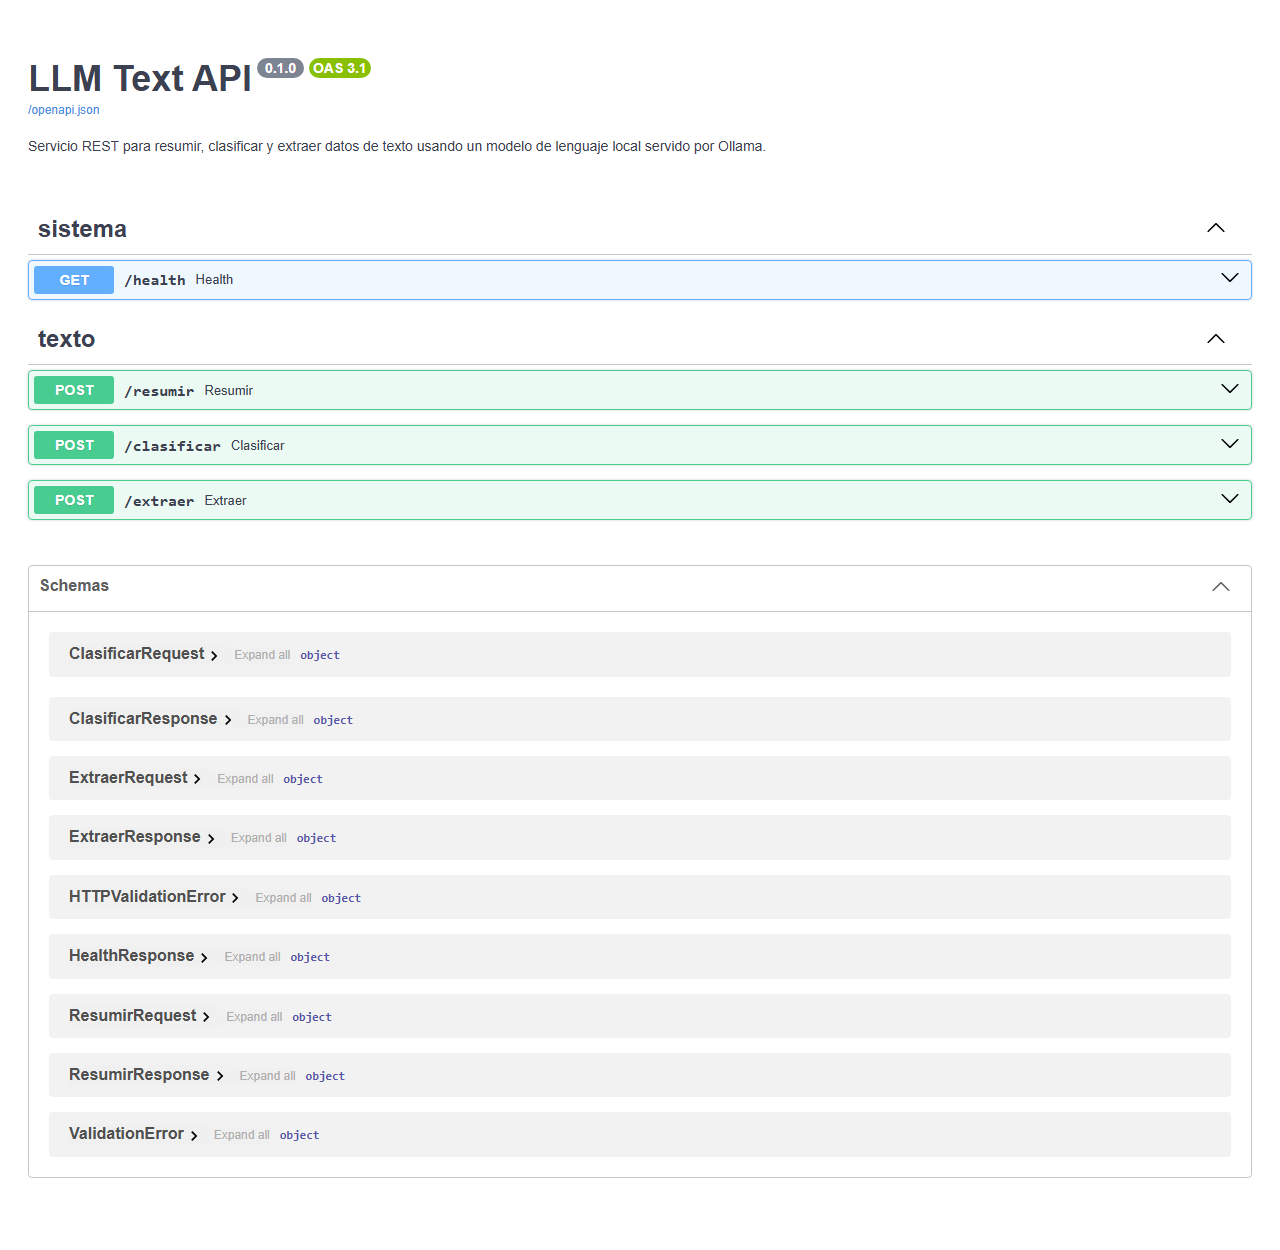 LLM Text API 0.1.0 OAS 3.1
/openapi.json
Servicio REST para resumir, clasificar y extraer datos de texto usando un modelo de lenguaje local servido por Ollama.
sistema
GET /health Health
texto
POST /resumir Resumir
POST /clasificar Clasificar
POST /extraer Extraer
Schemas
ClasificarRequest Expand all object
ClasificarResponse Expand all object
ExtraerRequest Expand all object
ExtraerResponse Expand all object
HTTPValidationError Expand all object
HealthResponse Expand all object
ResumirRequest Expand all object
ResumirResponse Expand all object
ValidationError Expand all object